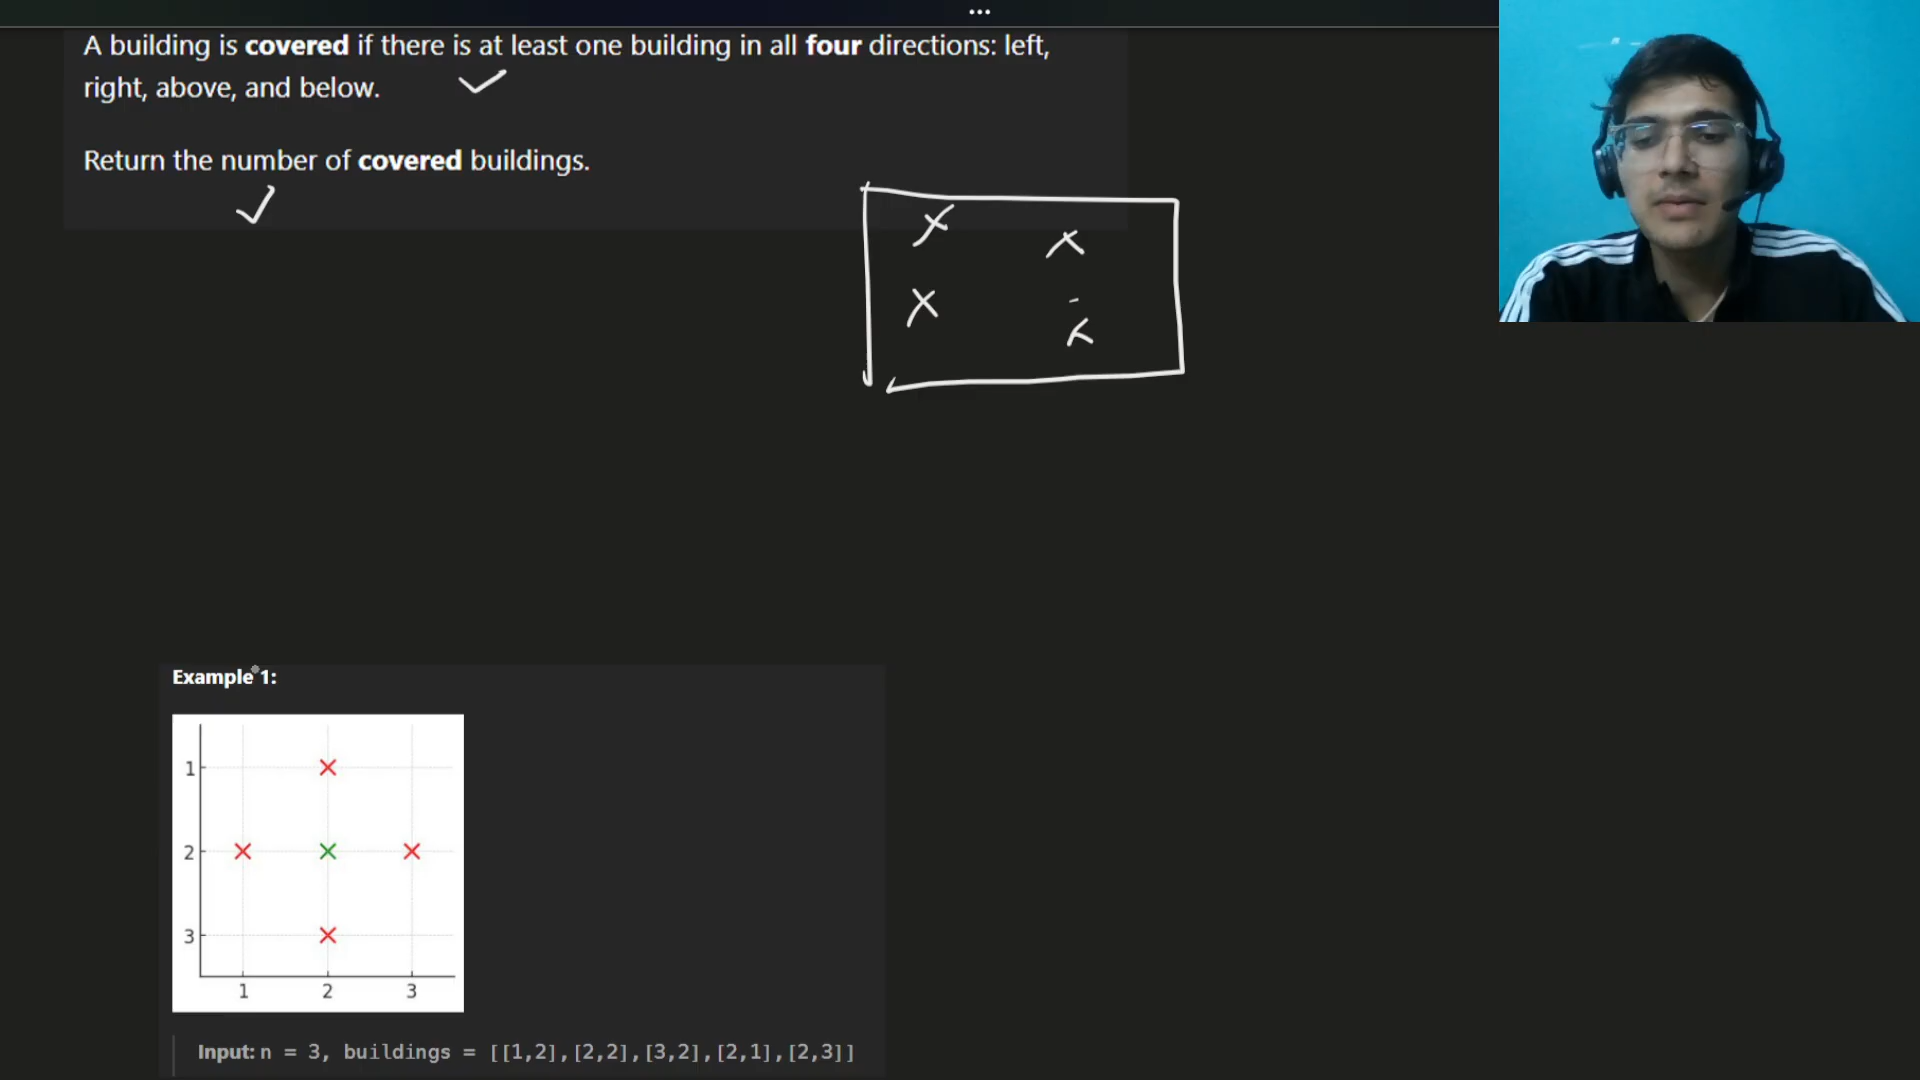 ...
A building is covered if there is at least one building in all four directions: left,
right, above, and below.
Return the number of covered buildings.
x x
x
Example 1:
1
2
3
1 2 3
Input: n = 3, buildings = [[1,2],[2,2],[3,2],[2,1],[2,3]]